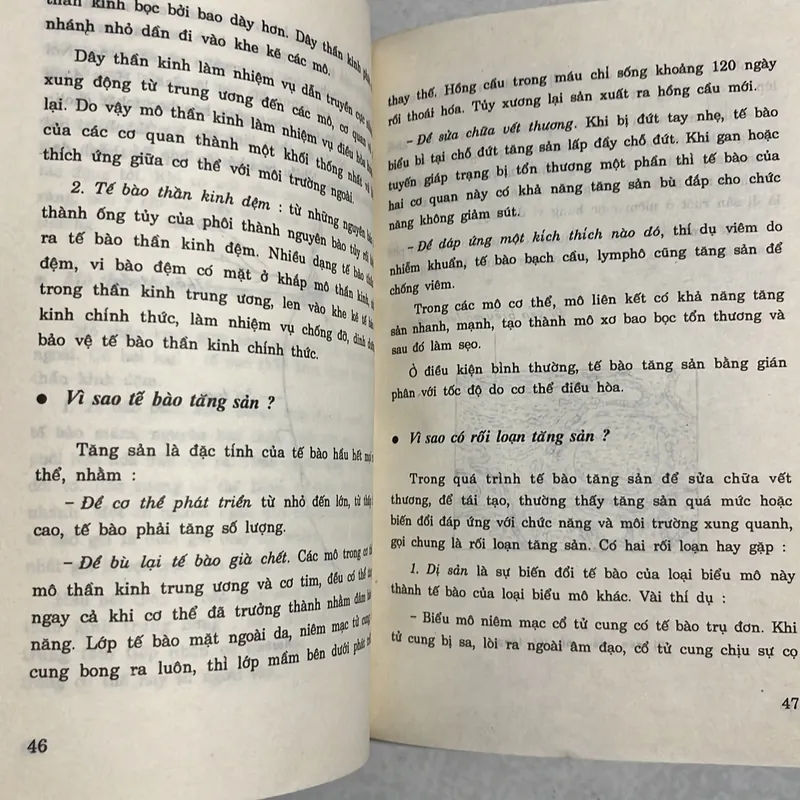 thần kinh bọc bởi bao dày hơn. Dây thần kinh
nhánh nhỏ dẩn đi vào khe kẽ các mô.
Dây thần kinh làm nhiệm vụ dẫn truyền
xung động từ trung ương đến các mô, cơ quan
lại. Do vậy mô thần kinh làm nhiệm vụ điều hòa
của các cơ quan thành một khối thống nhất
thích ứng giữa cơ thể với môi trường ngoài.
2. Tế bào thần kinh đệm : từ những nguyên
thành ống tủy của phôi thành nguyên bào tủy rồi
ra tế bào thần kinh đệm. Nhiều dạng tế bào
đệm, vi bào đệm có mặt ở khắp mô thần kinh,
trong thần kinh trung ương, len vào khe kẽ tế
kinh chính thức, làm nhiệm vụ chống đỡ, dinh
bảo vệ tế bào thần kinh chính thức.
● Vì sao tế bào tăng sản ?
Tăng sản là đặc tính của tế bào hầu hết
thể, nhằm :
– Để cơ thể phát triển từ nhỏ đến lớn, từ
cao, tế bào phải tăng số lượng.
– Để bù lại tế bào già chết. Các mô trong cơ
mô thần kinh trung ương và cơ tim, đều có thể
ngay cả khi cơ thể đã trưởng thành nhằm
năng. Lớp tế bào mặt ngoài da, niêm mạc tử cung
cung bong ra luôn, thì lớp mầm bên dưới phát
46
thay thế. Hồng cầu trong máu chỉ sống khoảng 120 ngày
rồi thoái hóa. Tủy xương lại sản xuất ra hồng cầu mới.
– Để sửa chữa vết thương. Khi bị đứt tay nhẹ, tế bào
biểu bì tại chỗ đứt tăng sản lấp đầy chỗ đứt. Khi gan hoặc
tuyến giáp trạng bị tổn thương một phần thì tế bào của
hai cơ quan này có khả năng tăng sản bù đắp cho chức
năng không giảm sút.
– Để đáp ứng một kích thích nào đó, thí dụ viêm do
nhiễm khuẩn, tế bào bạch cầu, lymphô cũng tăng sản để
chống viêm.
Trong các mô cơ thể, mô liên kết có khả năng tăng
sản nhanh, mạnh, tạo thành mô xơ bao bọc tổn thương và
sau đó làm sẹo.
Ở điều kiện bình thường, tế bào tăng sản bằng gián
phân với tốc độ do cơ thể điều hòa.
● Vì sao có rối loạn tăng sản ?
Trong quá trình tế bào tăng sản để sửa chữa vết
thương, để tái tạo, thường thấy tăng sản quá mức hoặc
biến đổi đáp ứng với chức năng và môi trường xung quanh,
gọi chung là rối loạn tăng sản. Có hai rối loạn hay gặp :
1. Dị sản là sự biến đổi tế bào của loại biểu mô này
thành tế bào của loại biểu mô khác. Vài thí dụ :
– Biểu mô niêm mạc cổ tử cung có tế bào trụ đơn. Khi
tử cung bị sa, lòi ra ngoài âm đạo, cổ tử cung chịu sự cọ
47